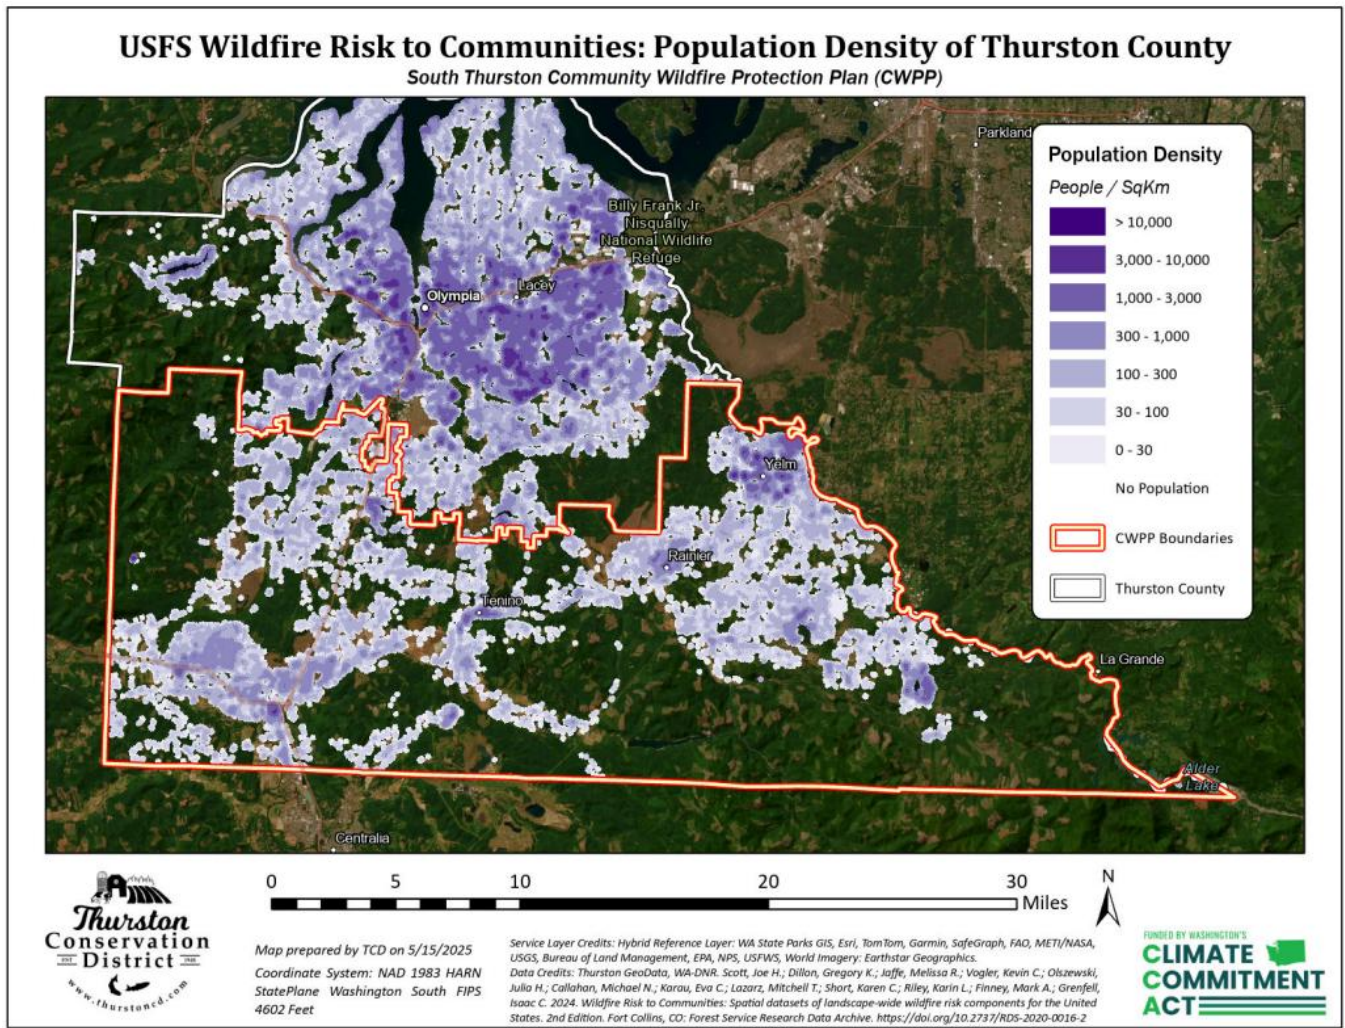 USFS Wildfire Risk to Communities: Population Density of Thurston County
South Thurston Community Wildfire Protection Plan (CWPP)
Parkland
Billy Frank Jr.
Nisqually
National Wildlife
Refuge
Olympia
Lacey
Yelm
Rainier
Tenino
La Grande
Alder
Lake
Centralia
Population Density
People / SqKm
> 10,000
3,000 - 10,000
1,000 - 3,000
300 - 1,000
100 - 300
30 - 100
0 - 30
No Population
CWPP Boundaries
Thurston County
0 5 10 20 30
Miles
N
Thurston
Conservation
EST District 1948
www.thurstoncd.com
Map prepared by TCD on 5/15/2025
Coordinate System: NAD 1983 HARN
StatePlane Washington South FIPS
4602 Feet
Service Layer Credits: Hybrid Reference Layer: WA State Parks GIS, Esri, TomTom, Garmin, SafeGraph, FAO, METI/NASA,
USGS, Bureau of Land Management, EPA, NPS, USFWS, World Imagery: Earthstar Geographics.
Data Credits: Thurston GeoData, WA-DNR. Scott, Joe H.; Dillon, Gregory K.; Jaffe, Melissa R.; Vogler, Kevin C.; Olszewski,
Julia H.; Callahan, Michael N.; Karau, Eva C.; Lazarz, Mitchell T.; Short, Karen C.; Riley, Karin L.; Finney, Mark A.; Grenfell,
Isaac C. 2024. Wildfire Risk to Communities: Spatial datasets of landscape-wide wildfire risk components for the United
States. 2nd Edition. Fort Collins, CO: Forest Service Research Data Archive. https://doi.org/10.2737/RDS-2020-0016-2
FUNDED BY WASHINGTON'S
CLIMATE
COMMITMENT
ACT